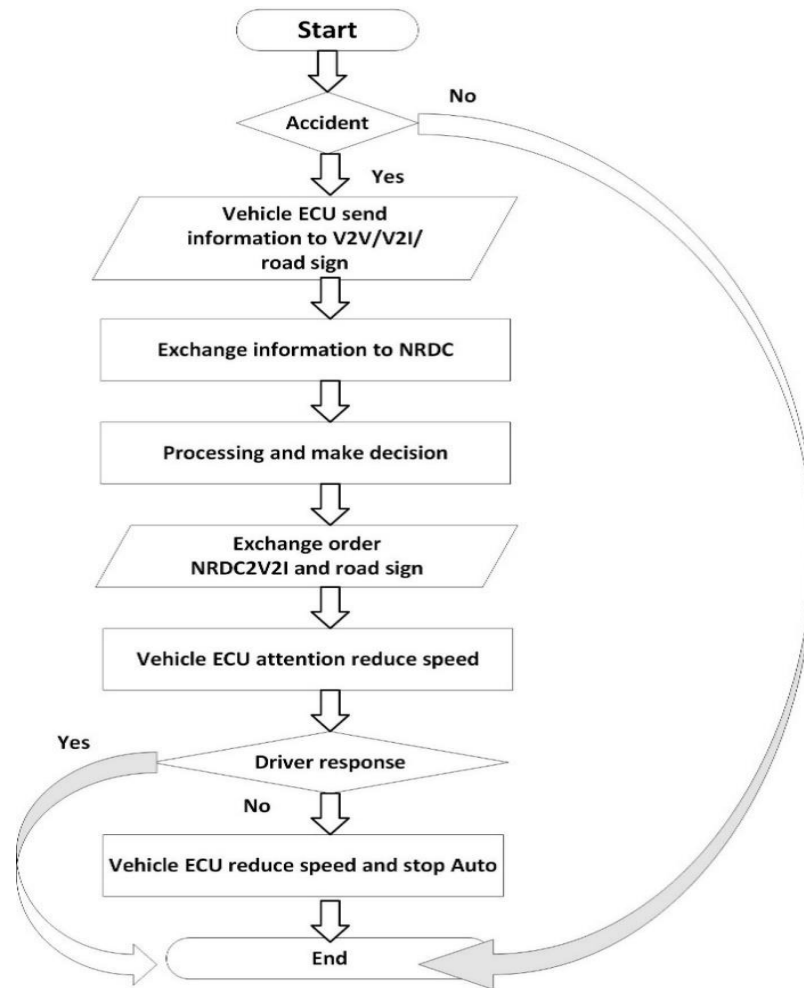 Start
No
Accident
Yes
Vehicle ECU send
information to V2V/V2I/
road sign
Exchange information to NRDC
Processing and make decision
Exchange order
NRDC2V2I and road sign
Vehicle ECU attention reduce speed
Yes
Driver response
No
Vehicle ECU reduce speed and stop Auto
End